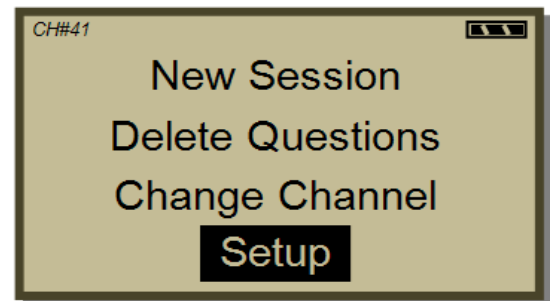 CH#41
New Session
Delete Questions
Change Channel
Setup